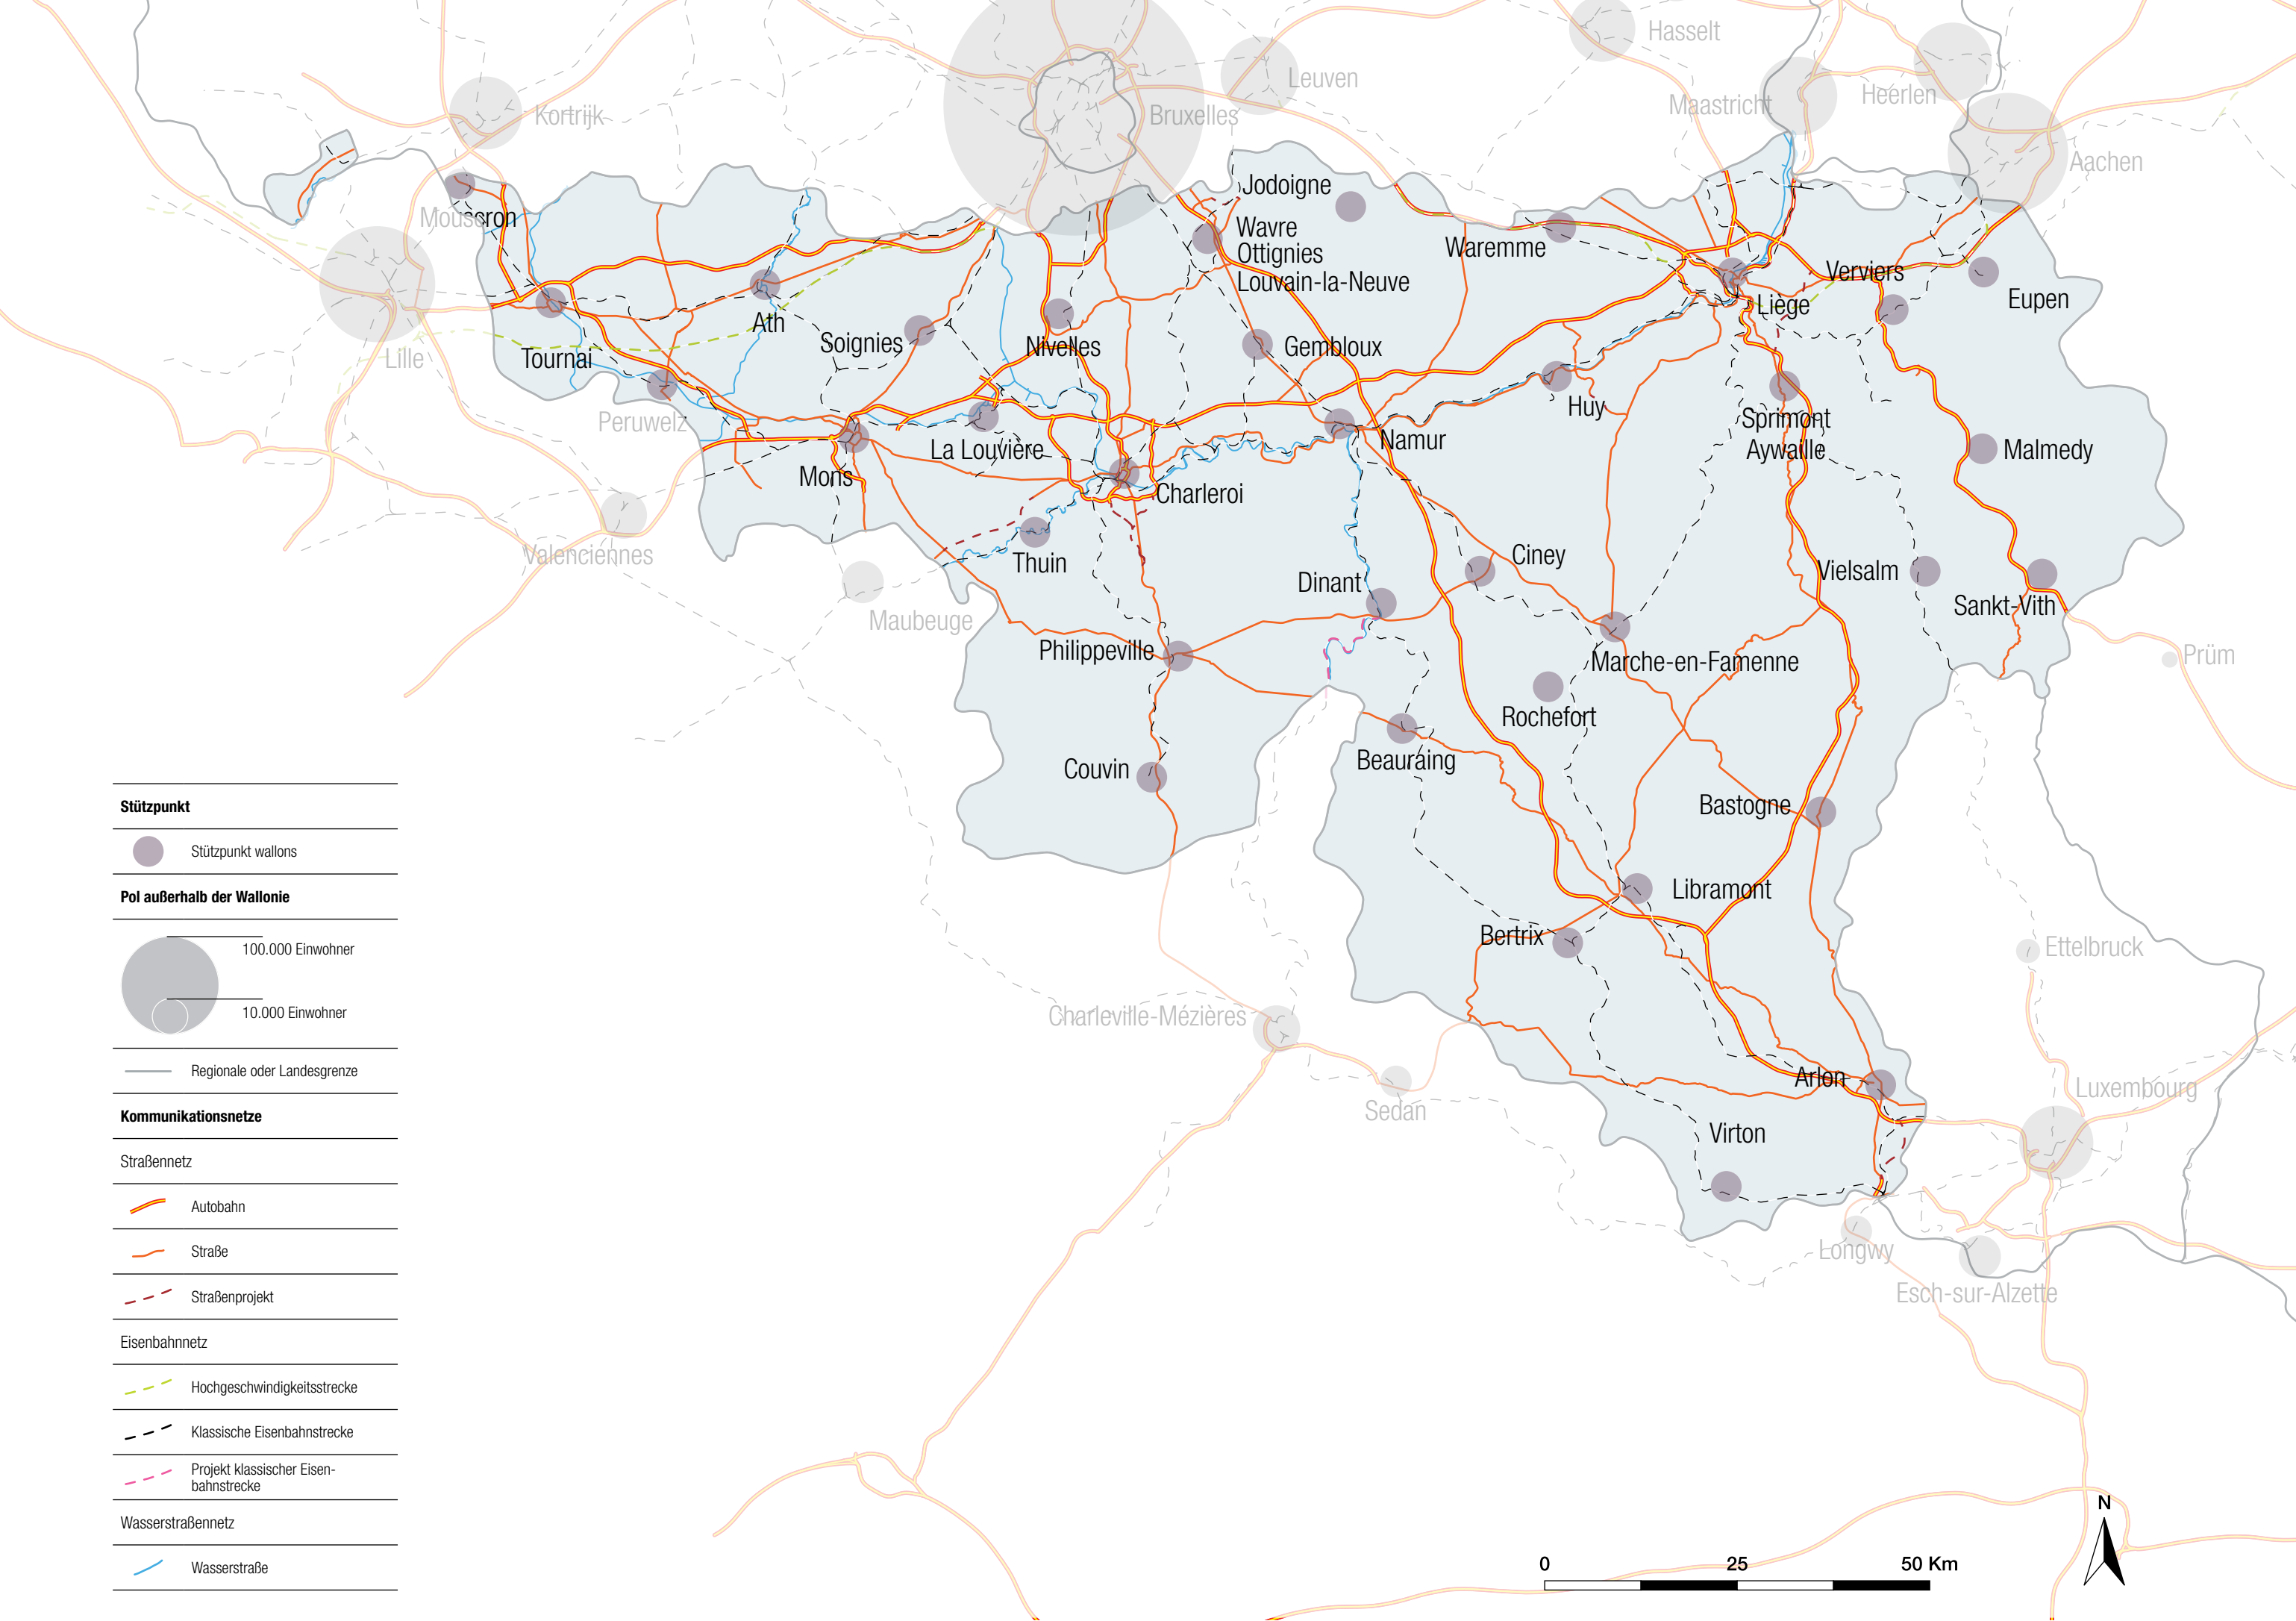 Hasselt
Leuven
Heerlen
Maastricht
Kortrijk
Bruxelles
Aachen
Jodoigne
Mouscron
Wavre
Ottignies
Louvain-la-Neuve
Waremme
Verviers
Eupen
Liège
Ath
Soignies
Nivelles
Gembloux
Tournai
Lille
Peruwelz
Huy
Sprimont
Aywaille
Namur
La Louvière
Malmedy
Mons
Charleroi
Valenciennes
Thuin
Ciney
Dinant
Vielsalm
Sankt-Vith
Maubeuge
Philippeville
Marche-en-Famenne
Prüm
Rochefort
Beauraing
Couvin
Bastogne
Libramont
Bertrix
Ettelbruck
Charleville-Mézières
Arlon
Luxembourg
Sedan
Virton
Longwy
Esch-sur-Alzette
Stützpunkt
Stützpunkt wallons
Pol außerhalb der Wallonie
100.000 Einwohner
10.000 Einwohner
Regionale oder Landesgrenze
Kommunikationsnetze
Straßennetz
Autobahn
Straße
Straßenprojekt
Eisenbahnnetz
Hochgeschwindigkeitsstrecke
Klassische Eisenbahnstrecke
Projekt klassischer Eisen-
bahnstrecke
Wasserstraßennetz
Wasserstraße
N
0 25 50 Km